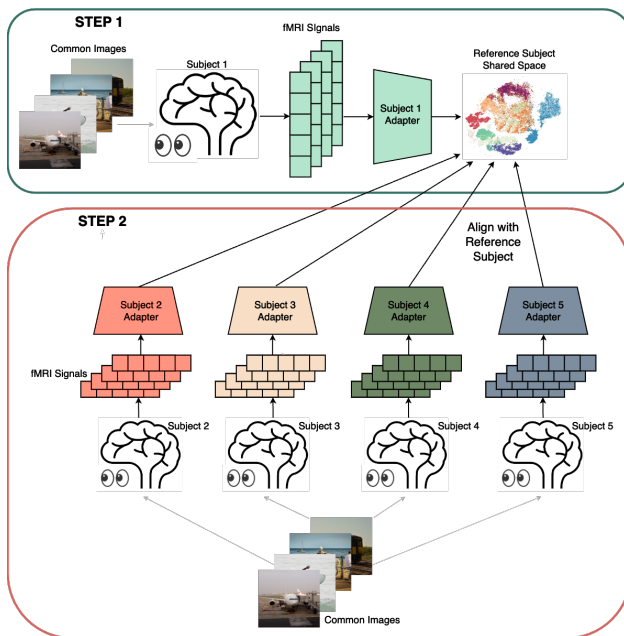 STEP 1
Common Images
Subject 1
fMRI Signals
Subject 1
Adapter
Reference Subject
Shared Space
STEP 2
Align with
Reference
Subject
Subject 2
Adapter
Subject 3
Adapter
Subject 4
Adapter
Subject 5
Adapter
fMRI Signals
Subject 2
Subject 3
Subject 4
Subject 5
Common Images